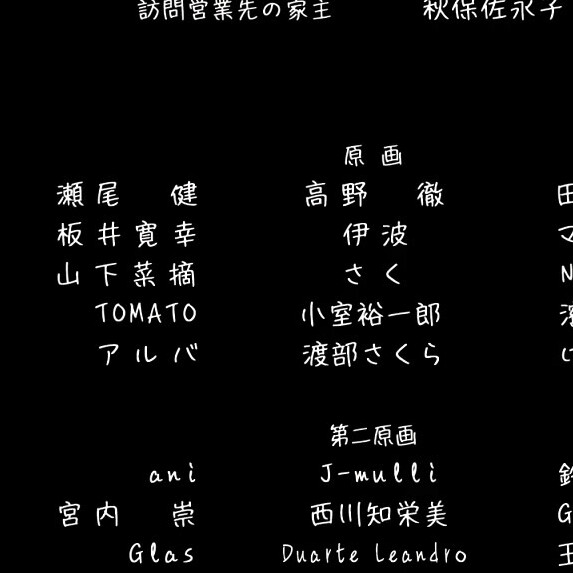 訪問営業先の家主 秋保佐永子
原画
瀬尾 健 高野 徹
板井寛幸 伊波
山下菜摘 さく
TOMATO 小室裕一郎
アルバ 渡部さくら
第二原画
ani J-mulli
宮内 崇 西川知栄美
Glas Duarte Leandro